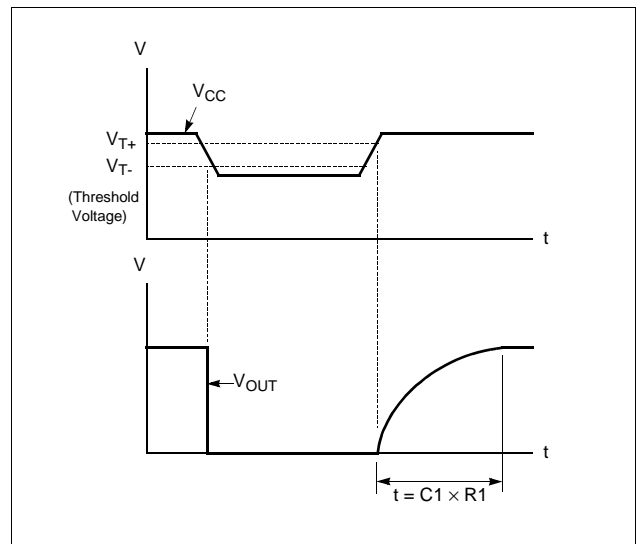 V
VCC
VT+
VT-
(Threshold
Voltage)
t
V
VOUT
t
t = C1 × R1